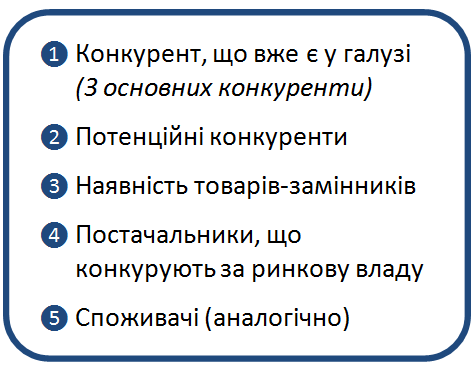 1 Конкурент, що вже є у галузі
(3 основних конкуренти)
2 Потенційні конкуренти
3 Наявність товарів-замінників
4 Постачальники, що
конкурують за ринкову владу
5 Споживачі (аналогічно)